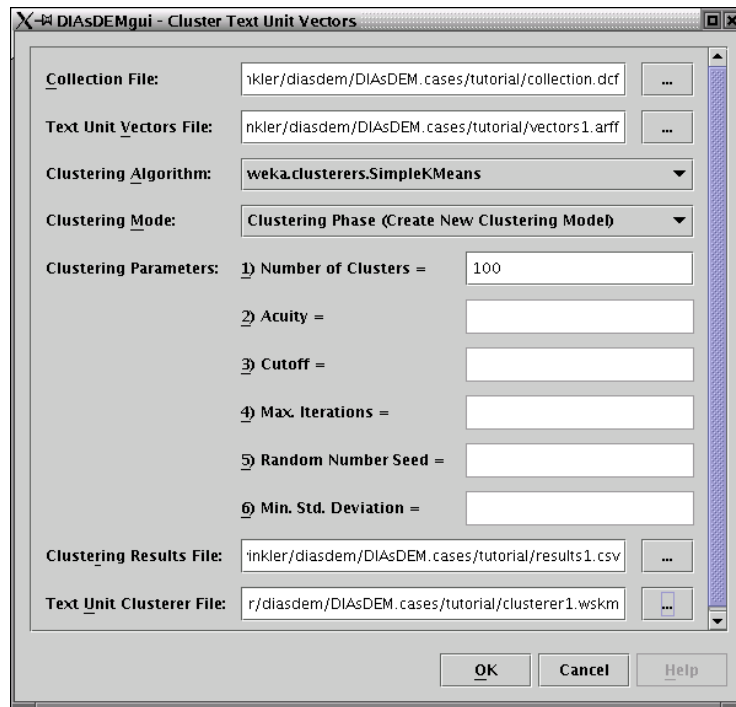 DIAsDEMgui - Cluster Text Unit Vectors
Collection File: nkler/diasdem/DIAsDEM.cases/tutorial/collection.dcf ...
Text Unit Vectors File: nkler/diasdem/DIAsDEM.cases/tutorial/vectors1.arff ...
Clustering Algorithm: weka.clusterers.SimpleKMeans
Clustering Mode: Clustering Phase (Create New Clustering Model)
Clustering Parameters: 1) Number of Clusters = 100
2) Acuity =
3) Cutoff =
4) Max. Iterations =
5) Random Number Seed =
6) Min. Std. Deviation =
Clustering Results File: inkler/diasdem/DIAsDEM.cases/tutorial/results1.csv ...
Text Unit Clusterer File: r/diasdem/DIAsDEM.cases/tutorial/clusterer1.wskm ...
OK Cancel Help